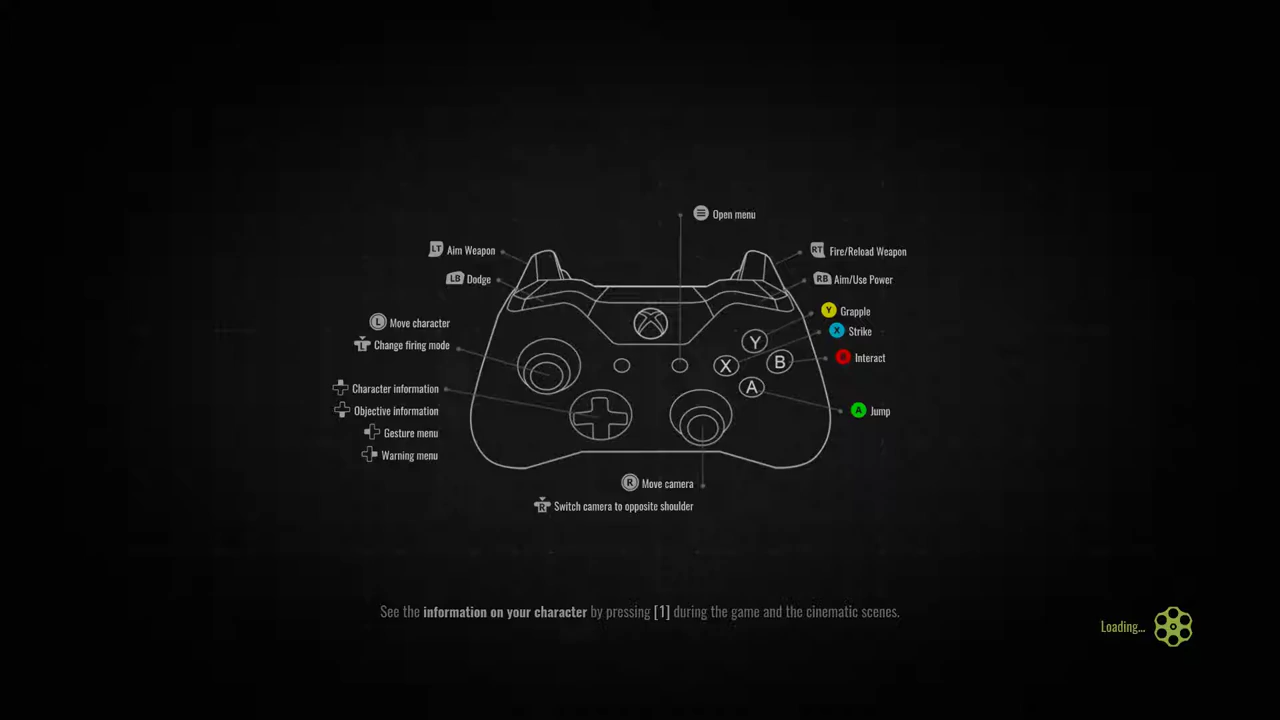 Open menu
LT Aim Weapon
RT Fire/Reload Weapon
LB Dodge
RB Aim/Use Power
Y Grapple
L Move character
X Strike
L Change firing mode
B Interact
Y
X
B
A
Character information
Objective information
A Jump
Gesture menu
Warning menu
R Move camera
R Switch camera to opposite shoulder
See the information on your character by pressing [1] during the game and the cinematic scenes.
Loading...